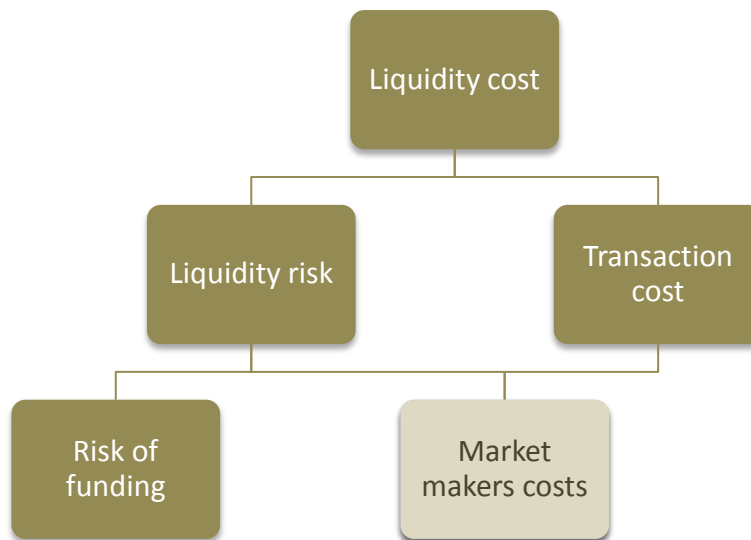 Liquidity cost
Liquidity risk
Transaction
cost
Risk of
funding
Market
makers costs